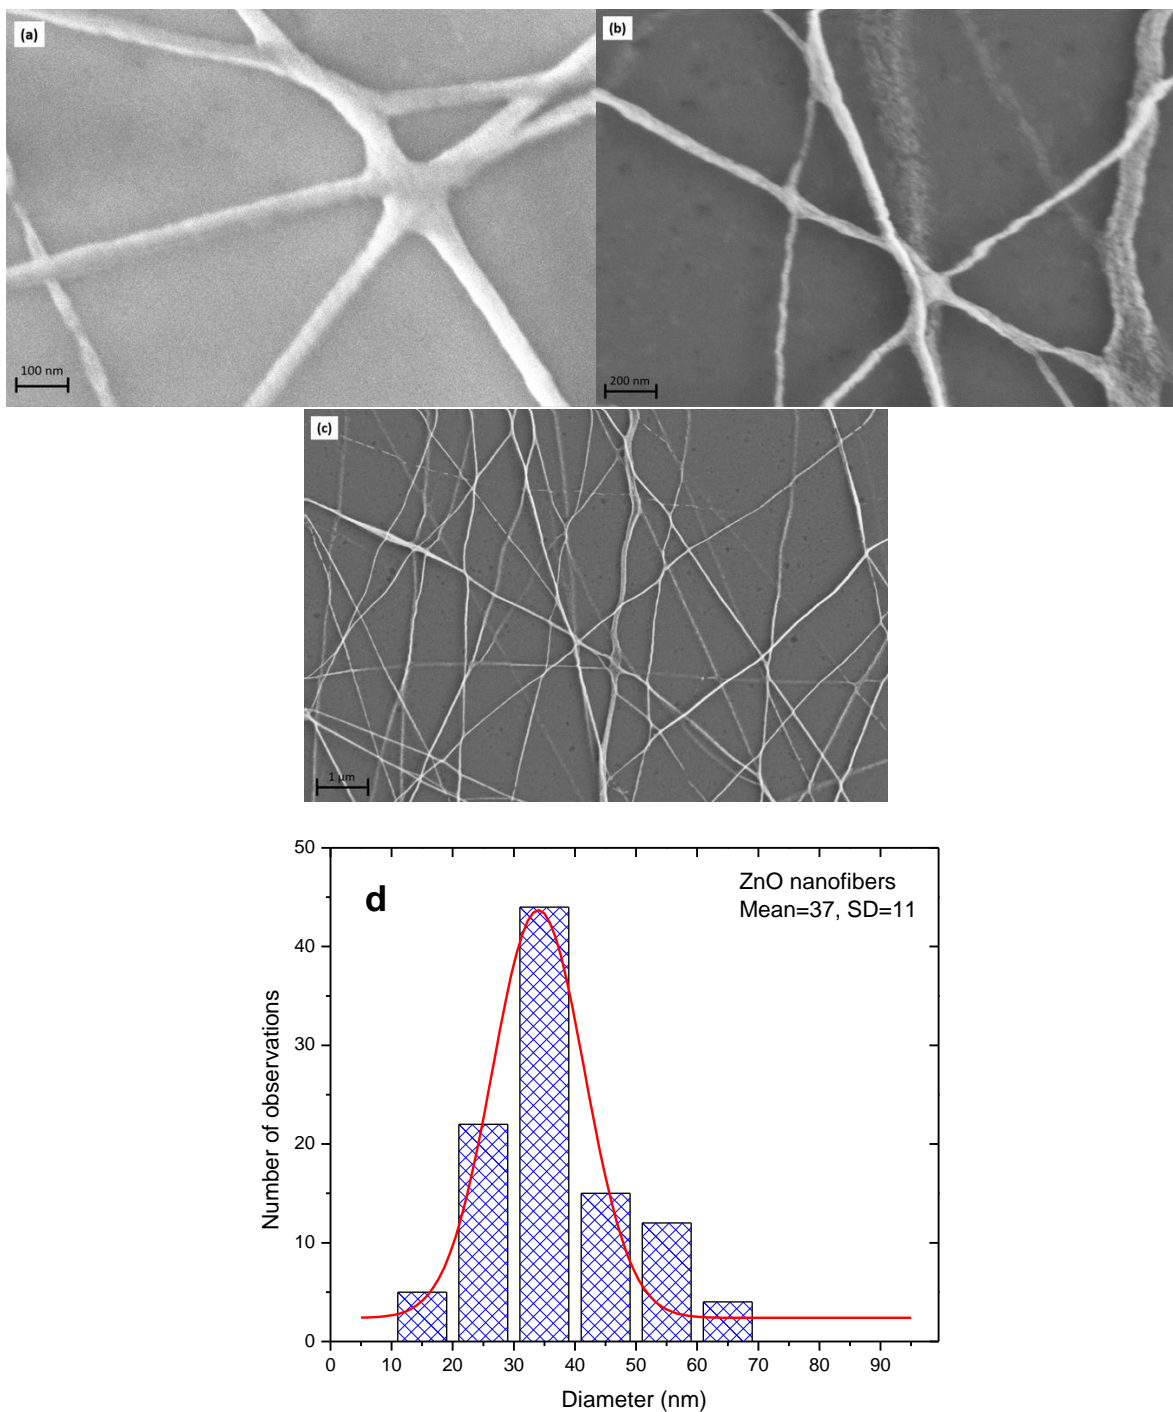 (a)
100 nm
(b)
200 nm
(c)
1 µm
d
ZnO nanofibers
Mean=37, SD=11
50
40
30
20
10
0
Number of observations
0 10 20 30 40 50 60 70 80 90
Diameter (nm)